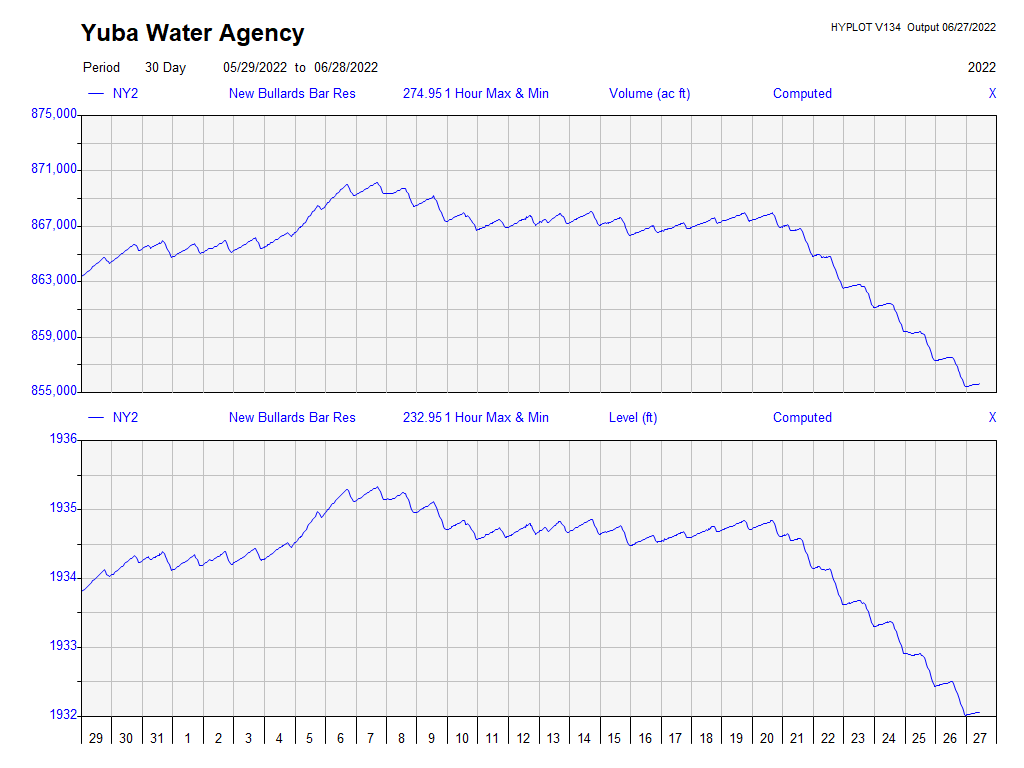 Yuba Water Agency
HYPLOT V134 Output 06/27/2022
Period 30 Day 05/29/2022 to 06/28/2022 2022
NY2 New Bullards Bar Res 274.95 1 Hour Max & Min Volume (ac ft) Computed X
875,000
871,000
867,000
863,000
859,000
855,000
NY2 New Bullards Bar Res 232.95 1 Hour Max & Min Level (ft) Computed X
1936
1935
1934
1933
1932
29 30 31 1 2 3 4 5 6 7 8 9 10 11 12 13 14 15 16 17 18 19 20 21 22 23 24 25 26 27